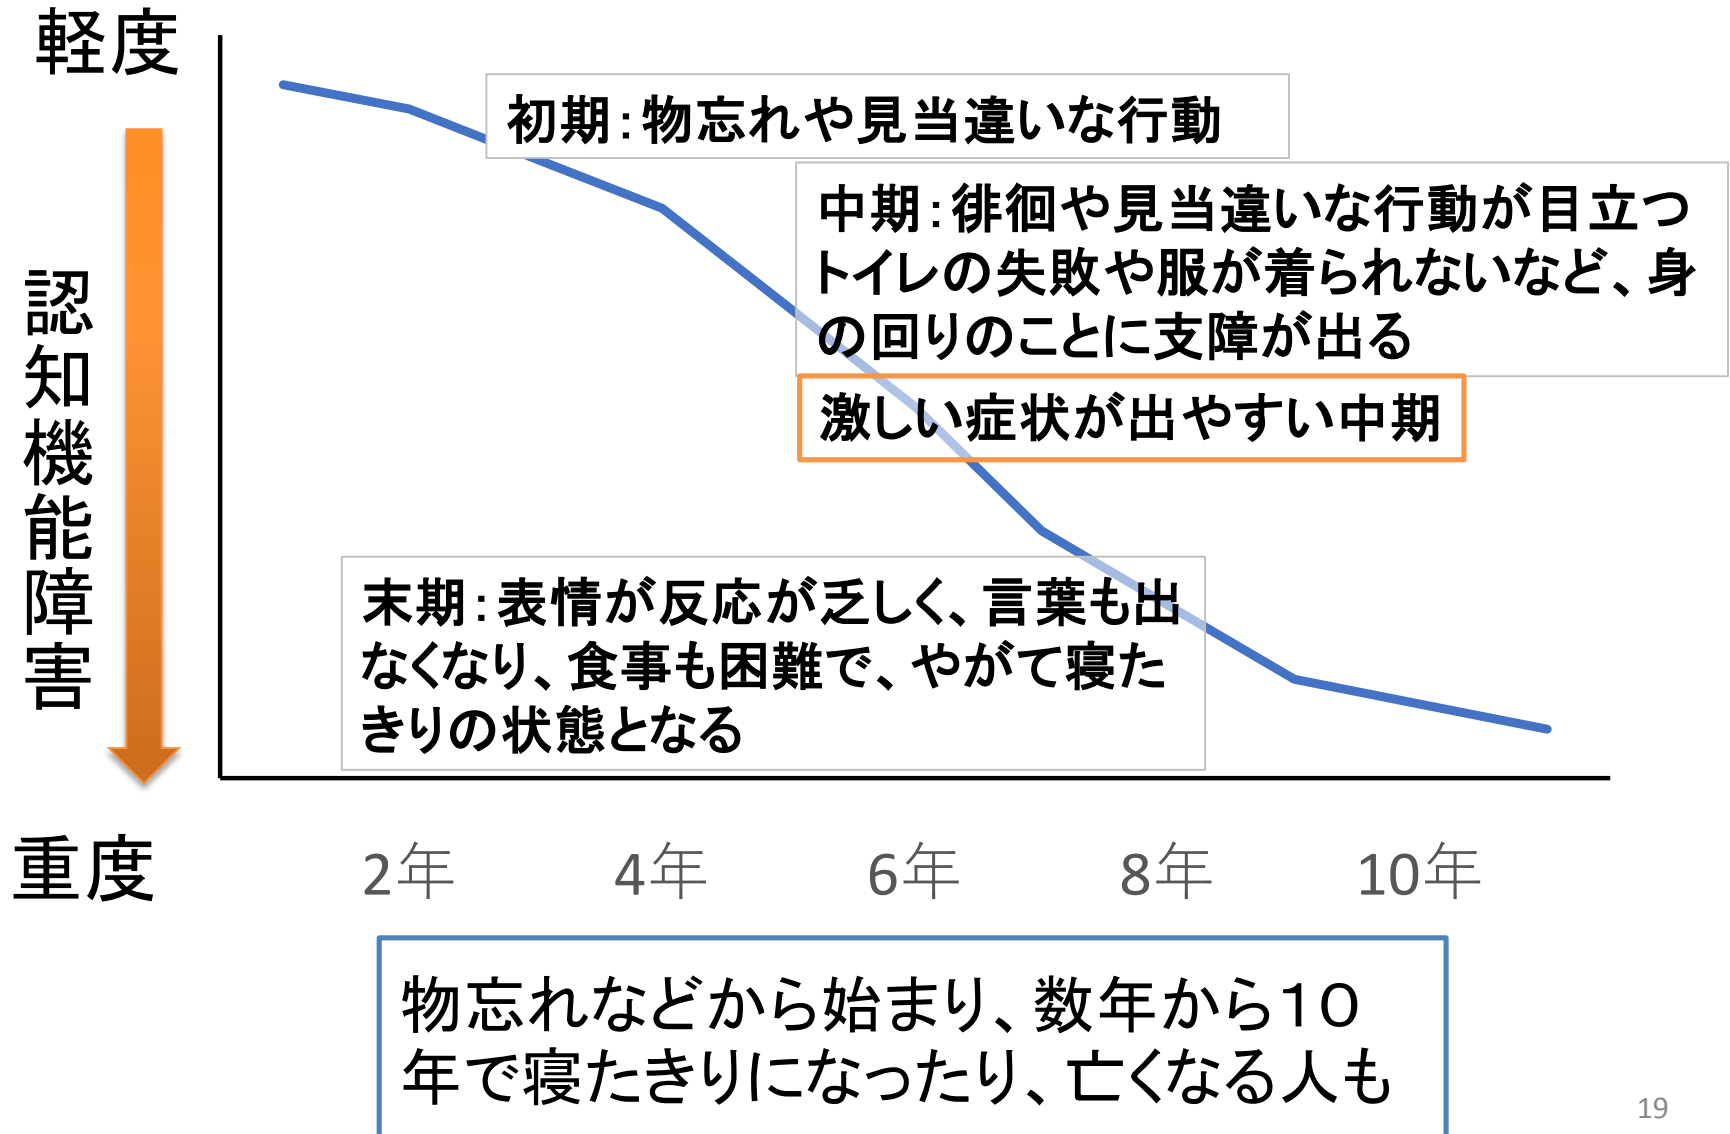 軽度
初期：物忘れや見当違いな行動
中期：徘徊や見当違いな行動が目立つ
トイレの失敗や服が着られないなど、身
の回りのことに支障が出る
激しい症状が出やすい中期
認知機能障害
末期：表情が反応が乏しく、言葉も出
なくなり、食事も困難で、やがて寝た
きりの状態となる
重度
2年 4年 6年 8年 10年
物忘れなどから始まり、数年から１０
年で寝たきりになったり、亡くなる人も
19